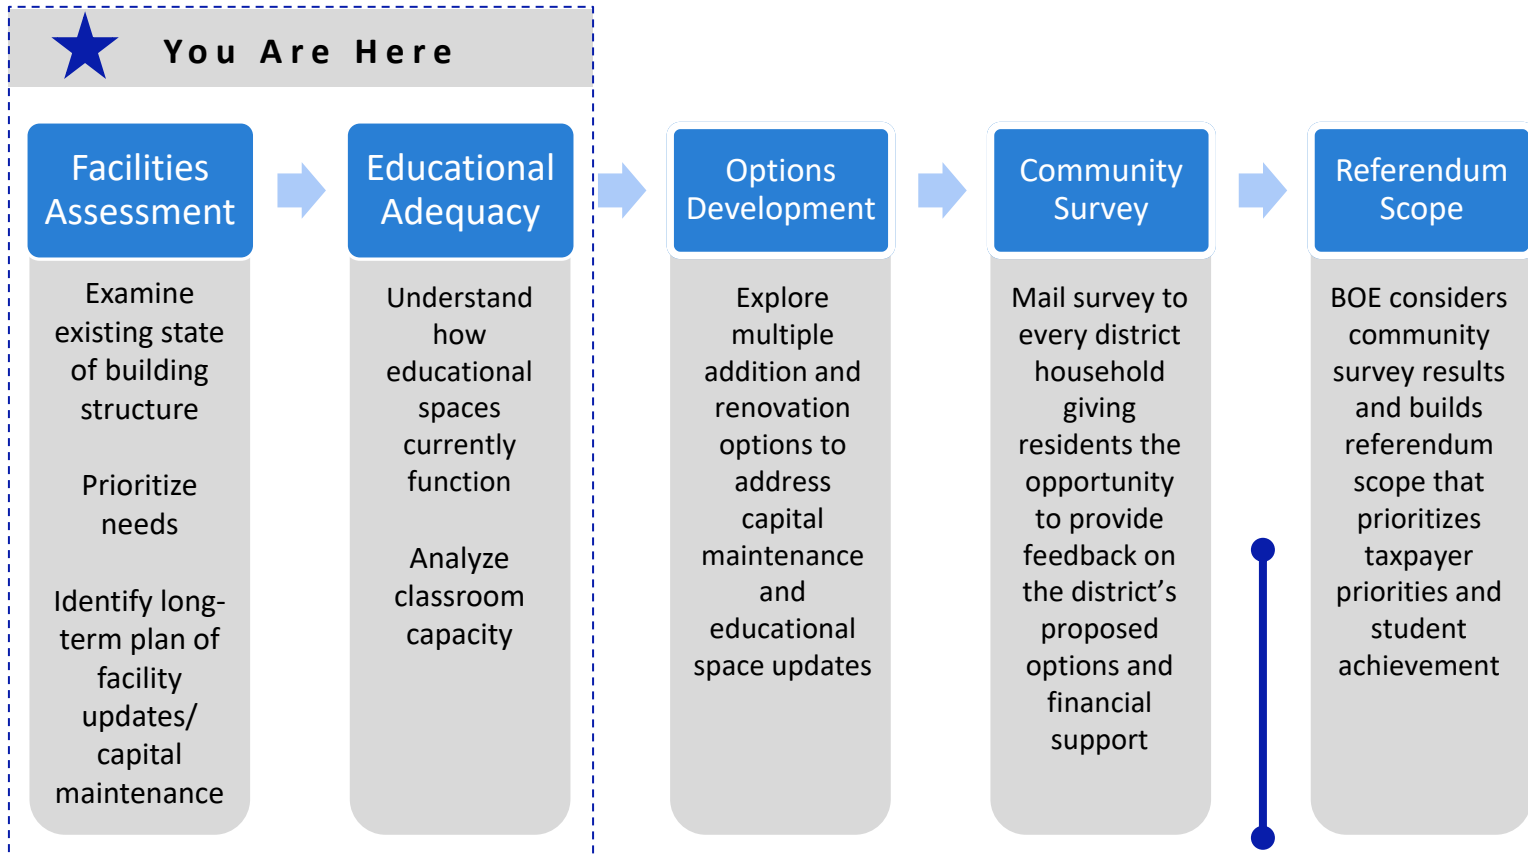 You Are Here
Facilities
Assessment
Examine
existing state
of building
structure
Prioritize
needs
Identify long-
term plan of
facility
updates/
capital
maintenance
Educational
Adequacy
Understand
how
educational
spaces
currently
function
Analyze
classroom
capacity
Options
Development
Explore
multiple
addition and
renovation
options to
address
capital
maintenance
and
educational
space updates
Community
Survey
Mail survey to
every district
household
giving
residents the
opportunity
to provide
feedback on
the district’s
proposed
options and
financial
support
Referendum
Scope
BOE considers
community
survey results
and builds
referendum
scope that
prioritizes
taxpayer
priorities and
student
achievement